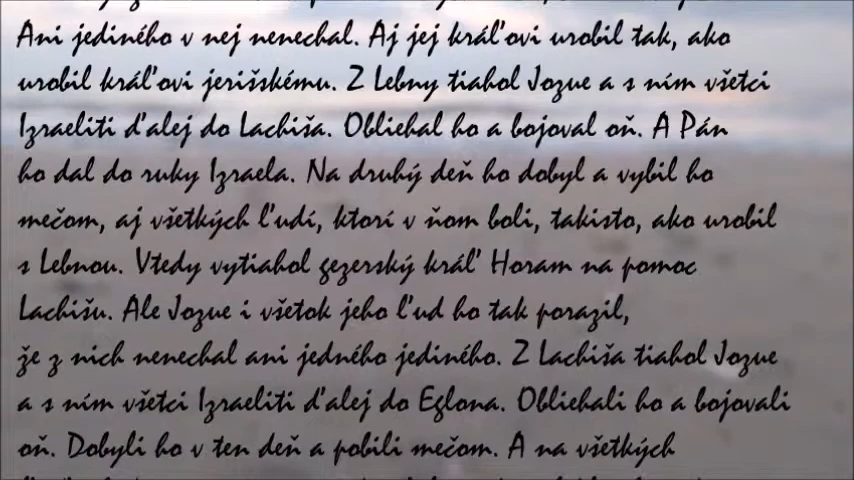 Ani jediného v nej nenechal. Aj jej kráľovi urobil tak, ako
urobil kráľovi jerišskému. Z Lebny tiahol Jozue a s ním všetci
Izraeliti ďalej do Lachiša. Obliehal ho a bojoval oň. A Pán
ho dal do ruky Izraela. Na druhý deň ho dobyl a vybil ho
mečom, aj všetkých ľudí, ktorí v ňom boli, takisto, ako urobil
s Lebnou. Vtedy vytiahol gezerský kráľ Horam na pomoc
Lachišu. Ale Jozue i všetok jeho ľud ho tak porazil,
že z nich nenechal ani jedného jediného. Z Lachiša tiahol Jozue
a s ním všetci Izraeliti ďalej do Eglona. Obliehali ho a bojovali
oň. Dobyli ho v ten deň a pobili mečom. A na všetkých